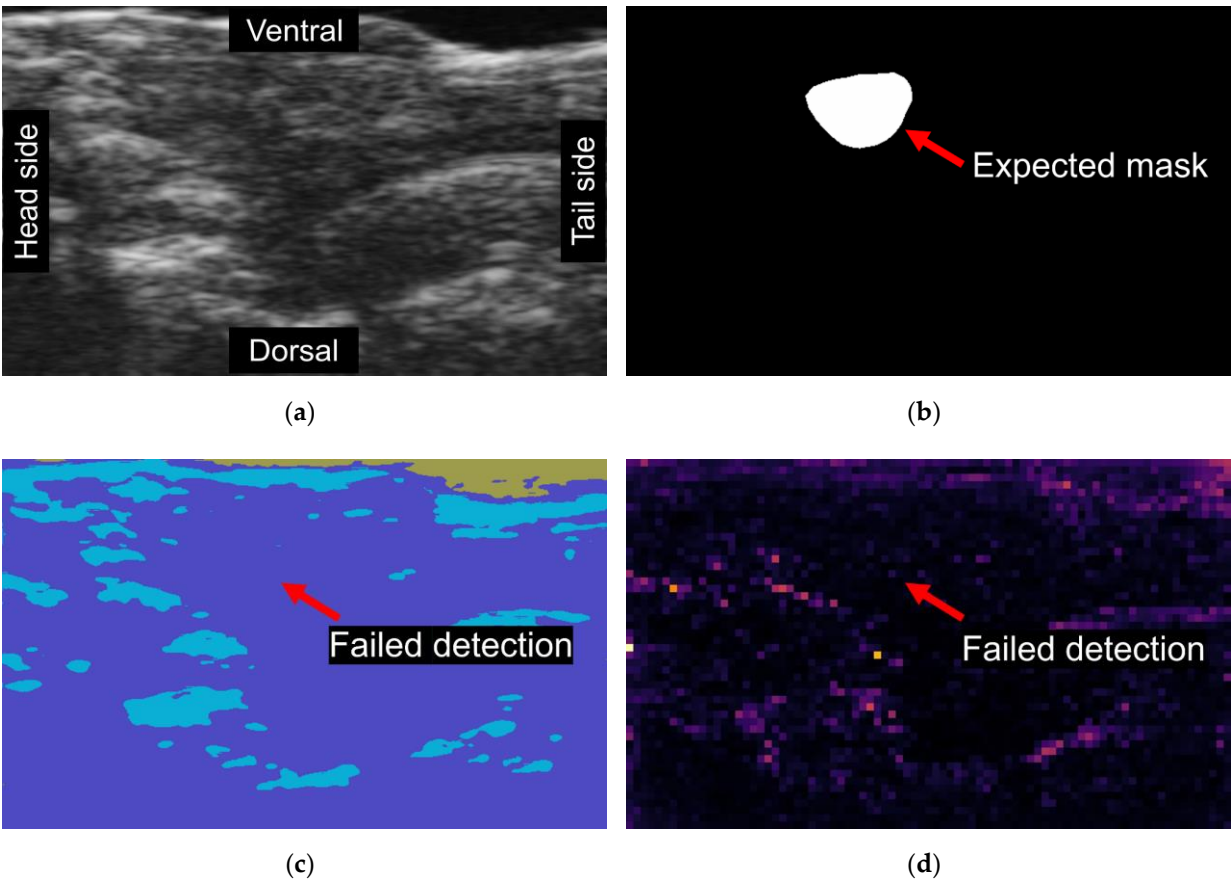 Ventral
Head side
Tail side
Dorsal
(a)
Expected mask
(b)
Failed detection
(c)
Failed detection
(d)